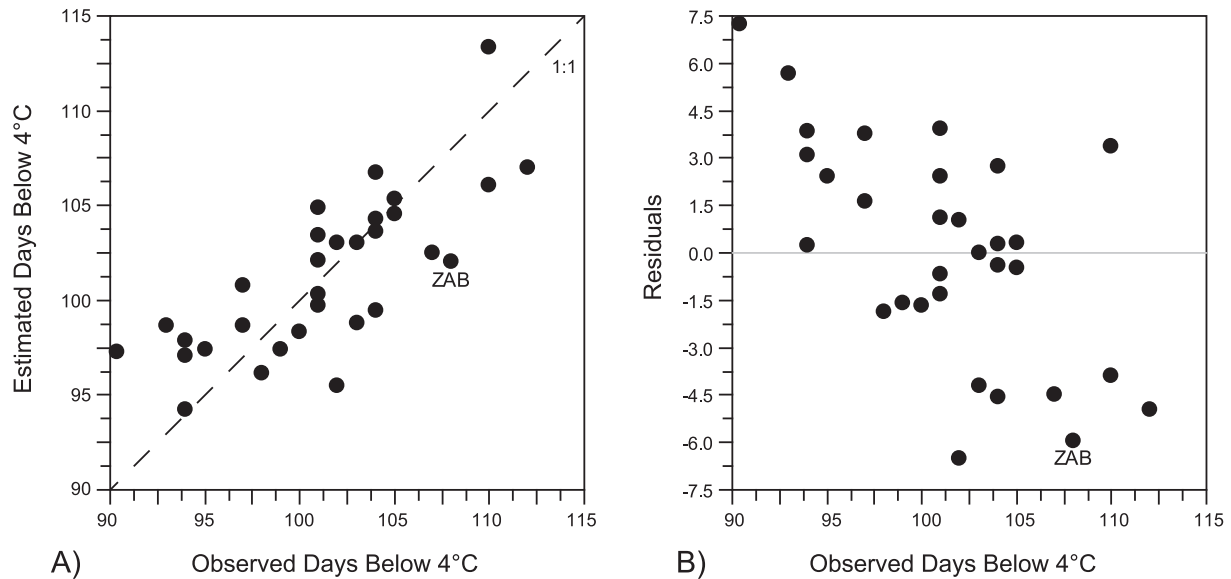 115
110
105
100
95
90
Estimated Days Below 4°C
1:1
ZAB
90 95 100 105 110 115
A) Observed Days Below 4°C
7.5
6.0
4.5
3.0
1.5
0.0
-1.5
-3.0
-4.5
-6.0
-7.5
Residuals
ZAB
90 95 100 105 110 115
B) Observed Days Below 4°C